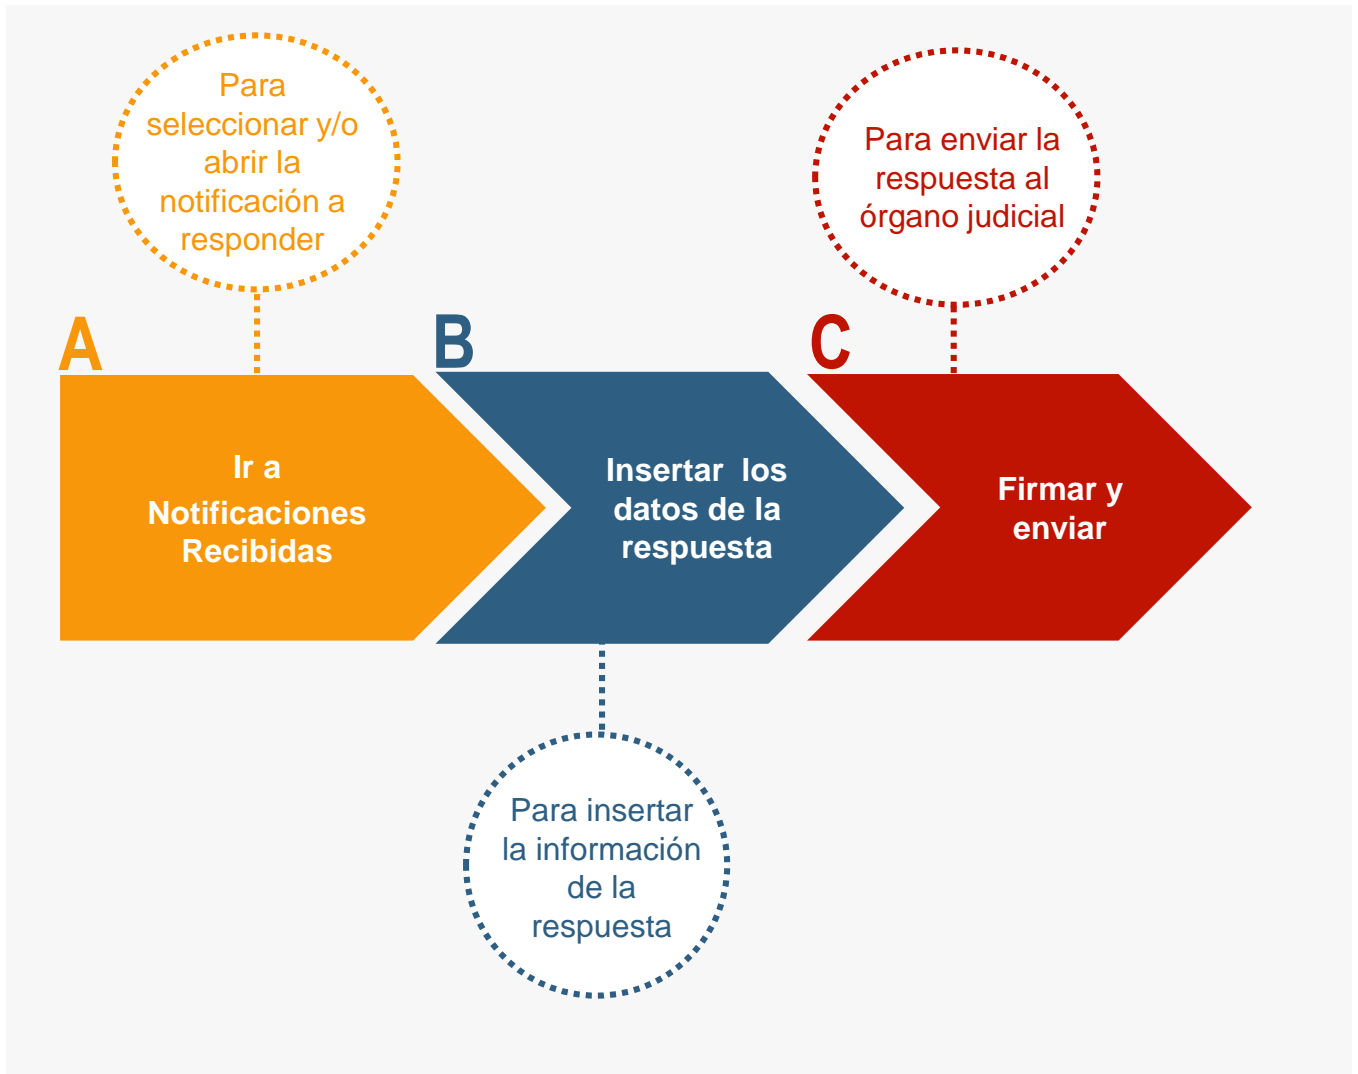 Para
seleccionar y/o
abrir la
notificación a
responder
A
Ir a
Notificaciones
Recibidas
B
Insertar  los
datos de la
respuesta
Para insertar
la información
de la
respuesta
Para enviar la
respuesta al
órgano judicial
C
Firmar y
enviar